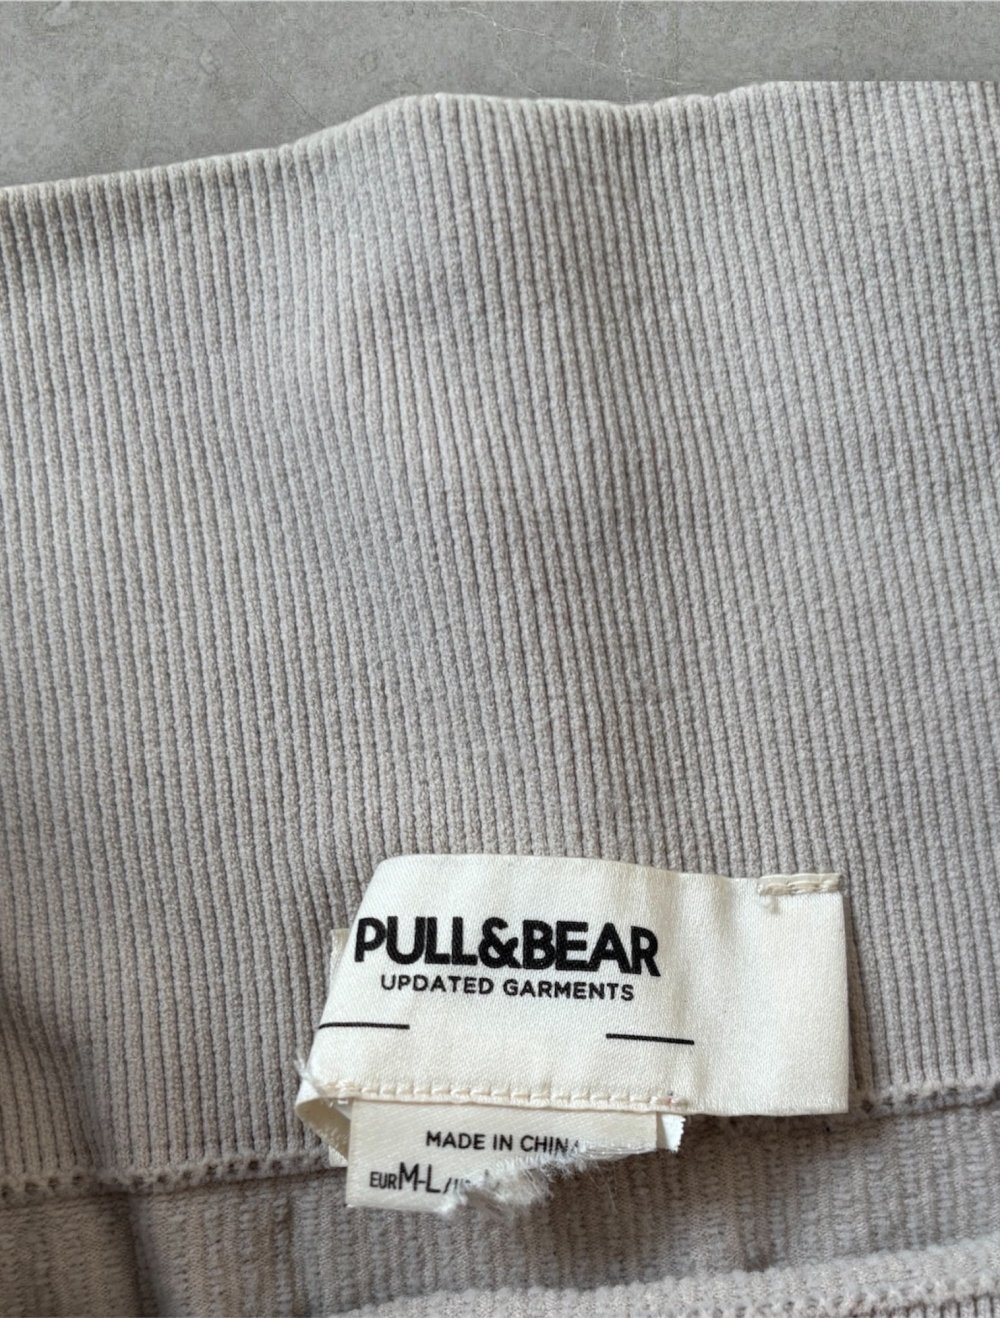 PULL&BEAR
UPDATED GARMENTS
MADE IN CHINA
EUR M-L /